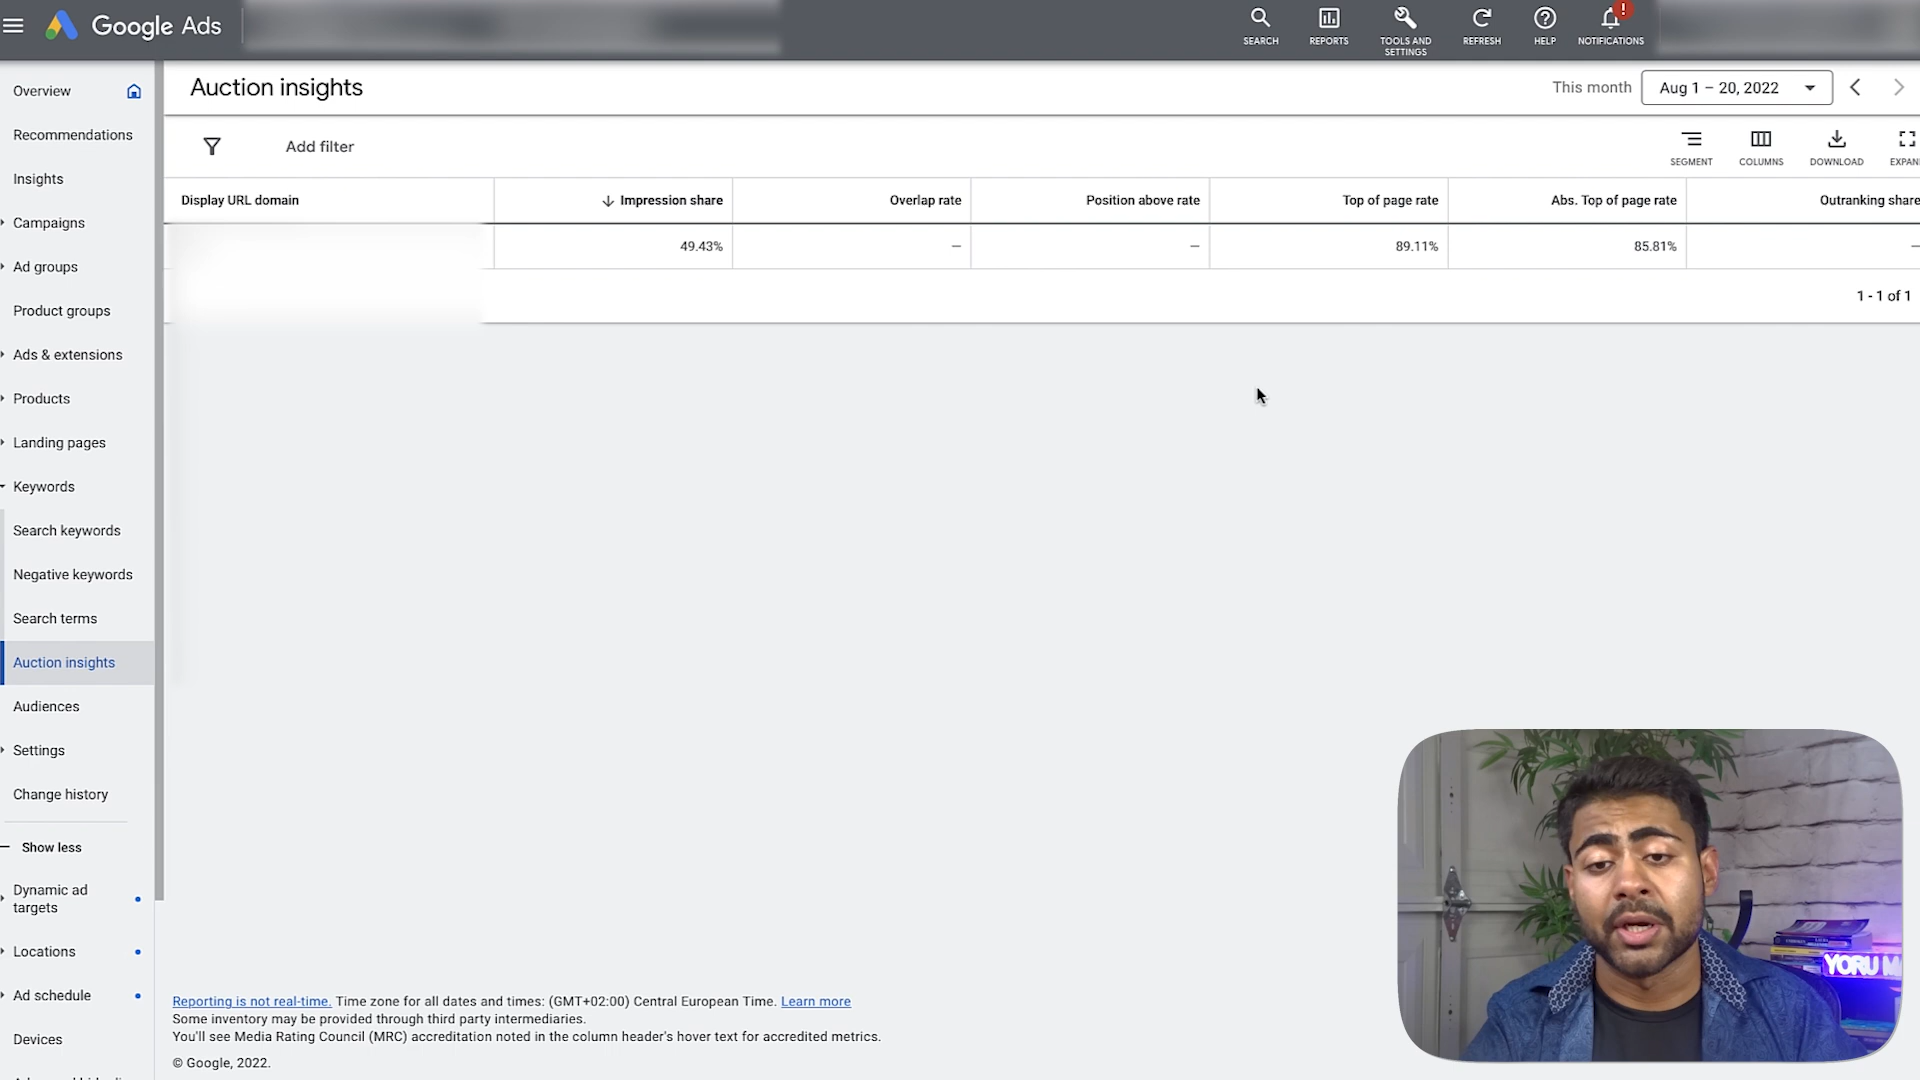 Google Ads
SEARCH
REPORTS
TOOLS AND
SETTINGS
REFRESH
HELP
!
NOTIFICATIONS
Overview
Recommendations
Insights
Campaigns
Ad groups
Product groups
Ads & extensions
Products
Landing pages
Keywords
Search keywords
Negative keywords
Search terms
Auction insights
Audiences
Settings
Change history
Show less
Dynamic ad
targets
Locations
Ad schedule
Devices
Auction insights
This month
Aug 1 – 20, 2022
Add filter
SEGMENT
COLUMNS
DOWNLOAD
EXPAN
Display URL domain
Impression share
Overlap rate
Position above rate
Top of page rate
Abs. Top of page rate
Outranking share
49.43%
—
—
89.11%
85.81%
—
1 - 1 of 1
Reporting is not real-time. Time zone for all dates and times: (GMT+02:00) Central European Time. Learn more
Some inventory may be provided through third party intermediaries.
You'll see Media Rating Council (MRC) accreditation noted in the column header's hover text for accredited metrics.
© Google, 2022.
YORU M